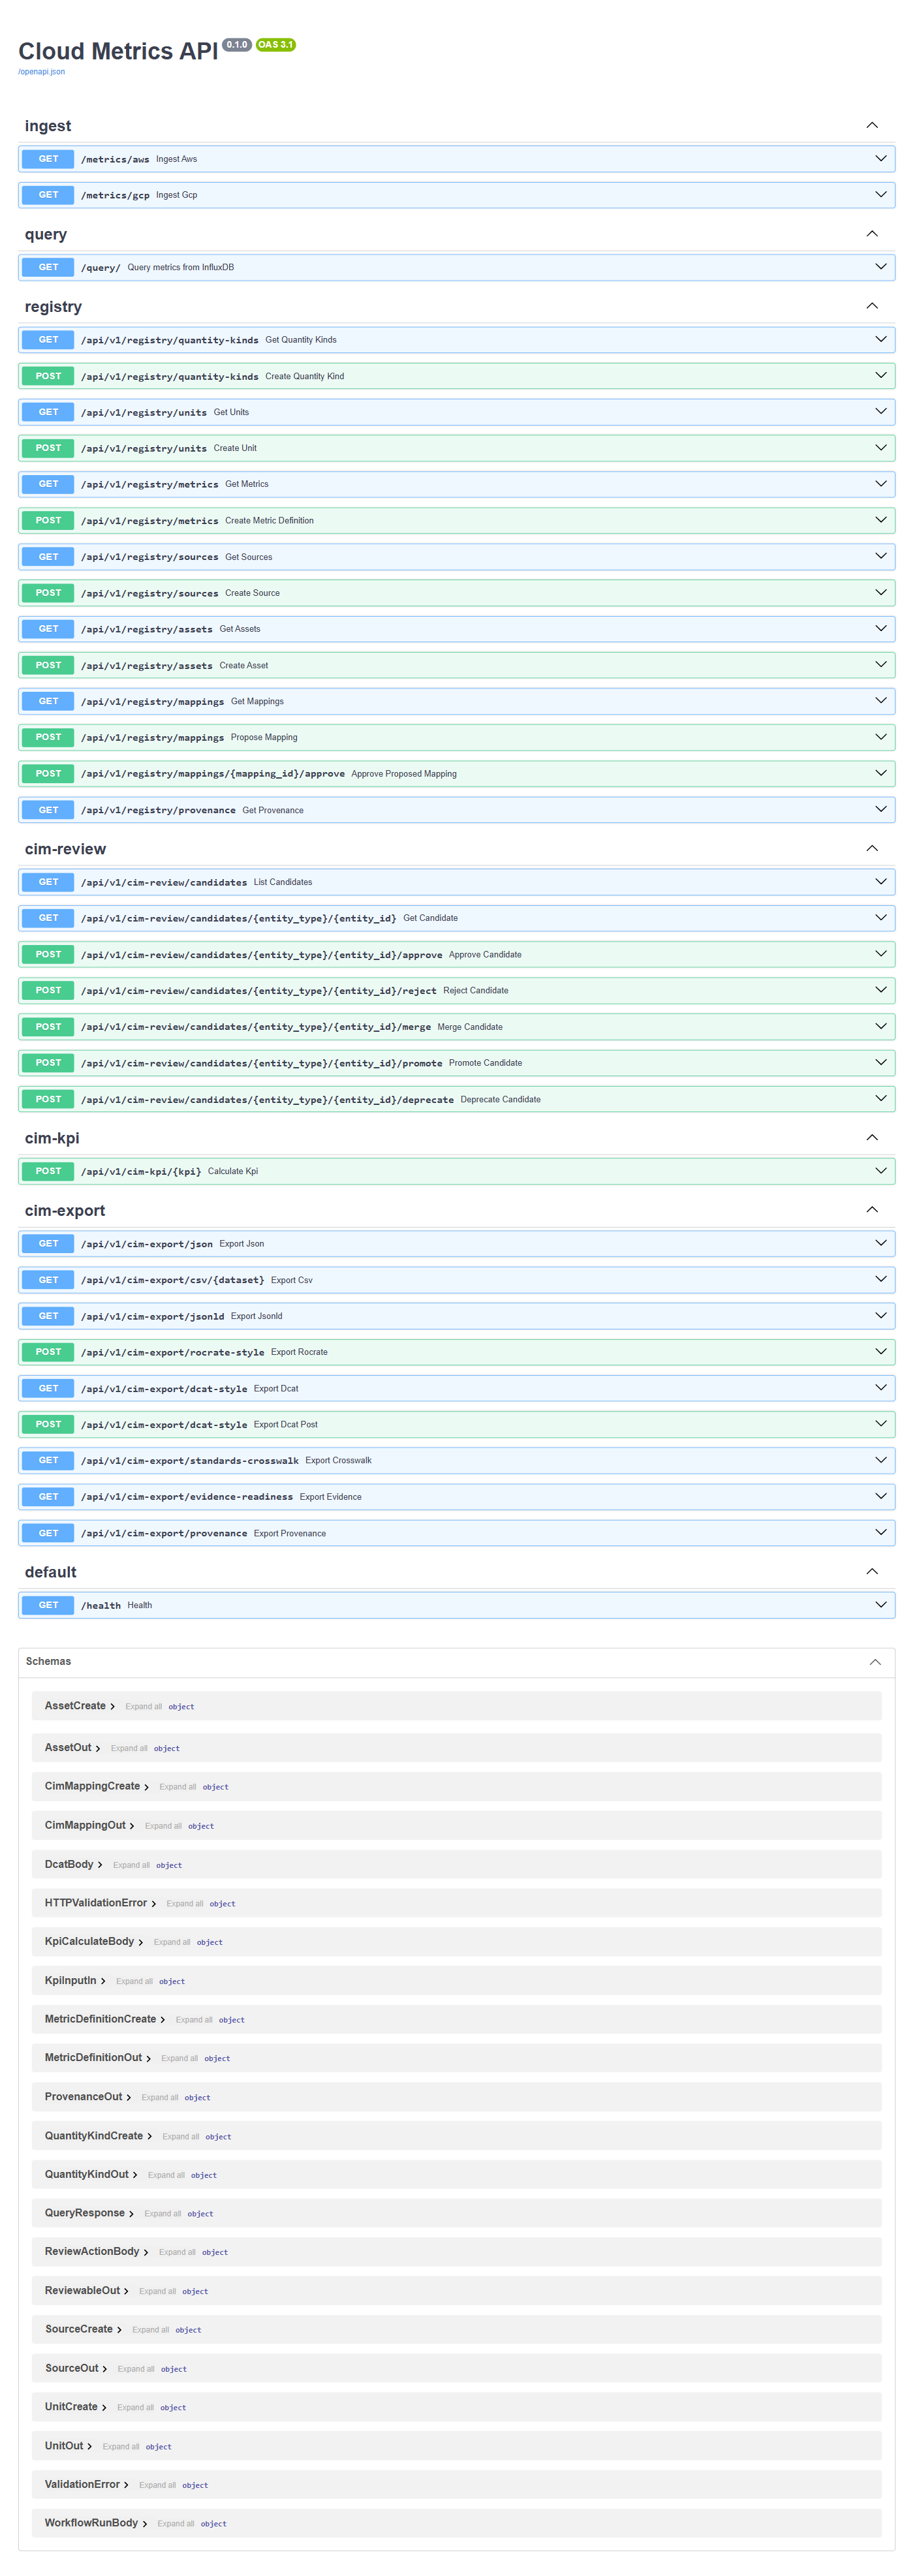 Cloud Metrics API 0.1.0 OAS 3.1
/openapi.json
ingest
GET /metrics/aws Ingest Aws
GET /metrics/gcp Ingest Gcp
query
GET /query/ Query metrics from InfluxDB
registry
GET /api/v1/registry/quantity-kinds Get Quantity Kinds
POST /api/v1/registry/quantity-kinds Create Quantity Kind
GET /api/v1/registry/units Get Units
POST /api/v1/registry/units Create Unit
GET /api/v1/registry/metrics Get Metrics
POST /api/v1/registry/metrics Create Metric Definition
GET /api/v1/registry/sources Get Sources
POST /api/v1/registry/sources Create Source
GET /api/v1/registry/assets Get Assets
POST /api/v1/registry/assets Create Asset
GET /api/v1/registry/mappings Get Mappings
POST /api/v1/registry/mappings Propose Mapping
POST /api/v1/registry/mappings/{mapping_id}/approve Approve Proposed Mapping
GET /api/v1/registry/provenance Get Provenance
cim-review
GET /api/v1/cim-review/candidates List Candidates
GET /api/v1/cim-review/candidates/{entity_type}/{entity_id} Get Candidate
POST /api/v1/cim-review/candidates/{entity_type}/{entity_id}/approve Approve Candidate
POST /api/v1/cim-review/candidates/{entity_type}/{entity_id}/reject Reject Candidate
POST /api/v1/cim-review/candidates/{entity_type}/{entity_id}/merge Merge Candidate
POST /api/v1/cim-review/candidates/{entity_type}/{entity_id}/promote Promote Candidate
POST /api/v1/cim-review/candidates/{entity_type}/{entity_id}/deprecate Deprecate Candidate
cim-kpi
POST /api/v1/cim-kpi/{kpi} Calculate Kpi
cim-export
GET /api/v1/cim-export/json Export Json
GET /api/v1/cim-export/csv/{dataset} Export Csv
GET /api/v1/cim-export/jsonld Export Jsonld
POST /api/v1/cim-export/rocrate-style Export Rocrate
GET /api/v1/cim-export/dcat-style Export Dcat
POST /api/v1/cim-export/dcat-style Export Dcat Post
GET /api/v1/cim-export/standards-crosswalk Export Crosswalk
GET /api/v1/cim-export/evidence-readiness Export Evidence
GET /api/v1/cim-export/provenance Export Provenance
default
GET /health Health
Schemas
AssetCreate Expand all object
AssetOut Expand all object
CimMappingCreate Expand all object
CimMappingOut Expand all object
DcatBody Expand all object
HTTPValidationError Expand all object
KpiCalculateBody Expand all object
KpiInputIn Expand all object
MetricDefinitionCreate Expand all object
MetricDefinitionOut Expand all object
ProvenanceOut Expand all object
QuantityKindCreate Expand all object
QuantityKindOut Expand all object
QueryResponse Expand all object
ReviewActionBody Expand all object
ReviewableOut Expand all object
SourceCreate Expand all object
SourceOut Expand all object
UnitCreate Expand all object
UnitOut Expand all object
ValidationError Expand all object
WorkflowRunBody Expand all object